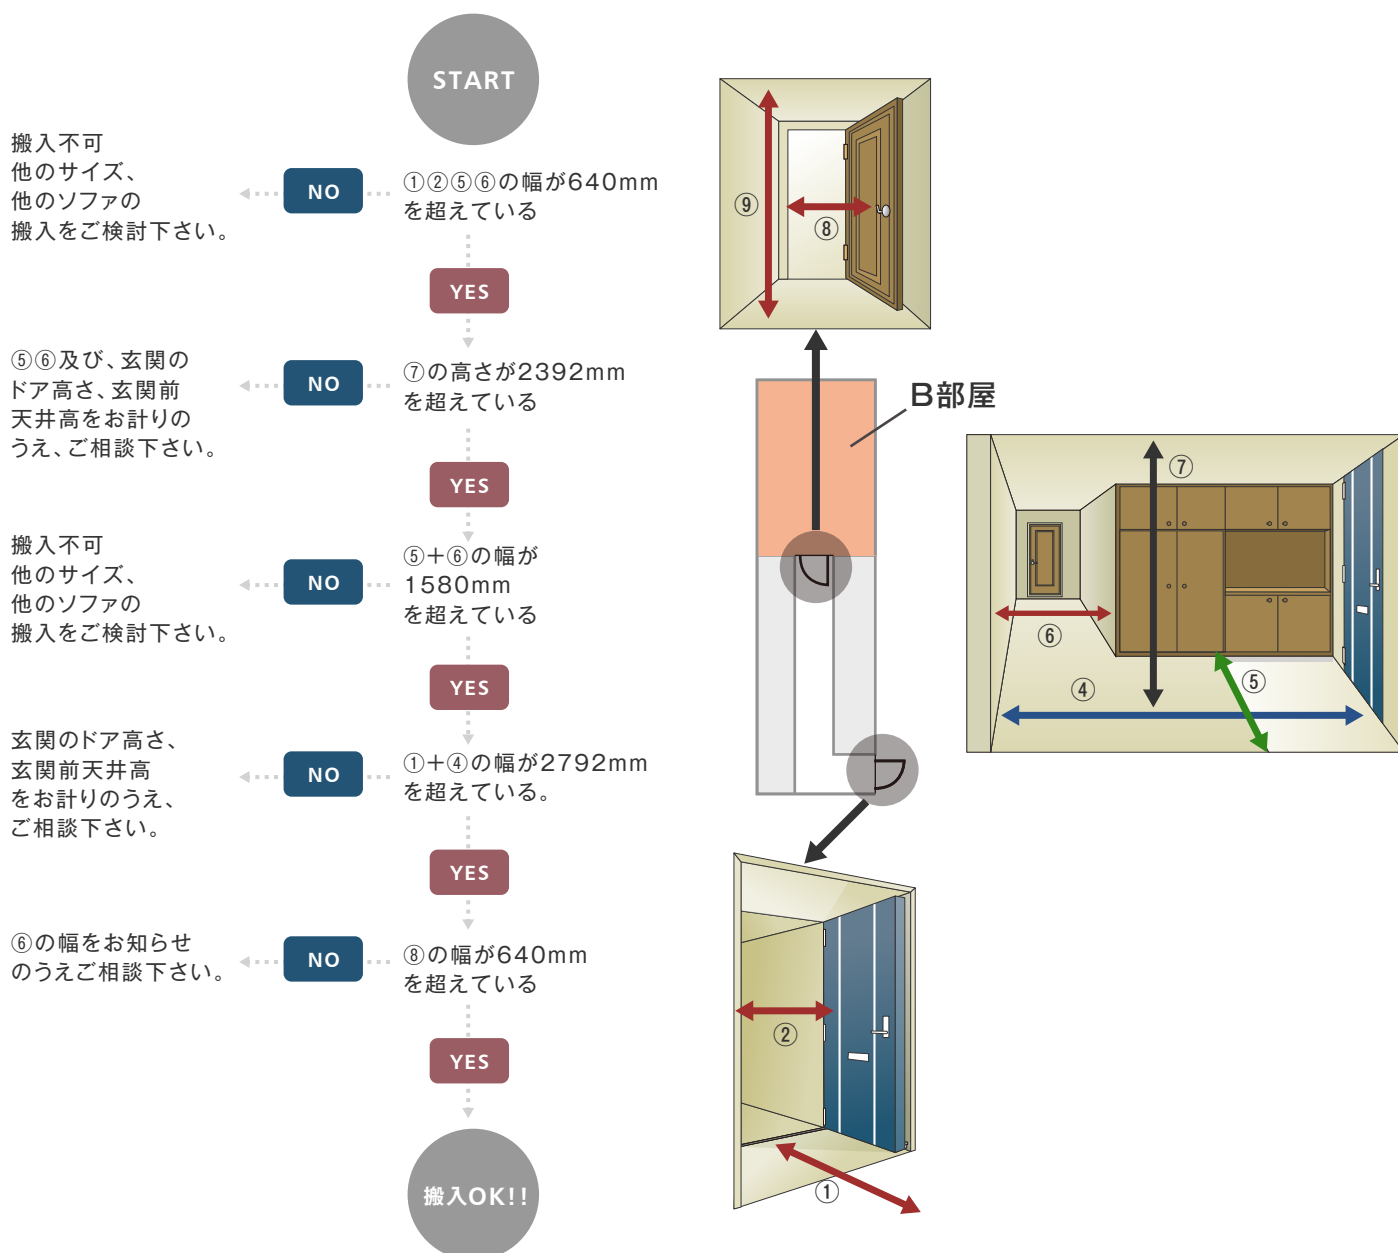 START
搬入不可
他のサイズ、
他のソファの
搬入をご検討下さい。
NO
①②⑤⑥の幅が640mm
を超えている
YES
⑤⑥及び、玄関の
ドア高さ、玄関前
天井高をお計りの
うえ、ご相談下さい。
NO
⑦の高さが2392mm
を超えている
YES
搬入不可
他のサイズ、
他のソファの
搬入をご検討下さい。
NO
⑤＋⑥の幅が
1580mm
を超えている
YES
玄関のドア高さ、
玄関前天井高
をお計りのうえ、
ご相談下さい。
NO
①＋④の幅が2792mm
を超えている。
YES
⑥の幅をお知らせ
のうえご相談下さい。
NO
⑧の幅が640mm
を超えている
YES
搬入OK!!
⑨
⑧
B部屋
⑦
⑥
④
⑤
②
①